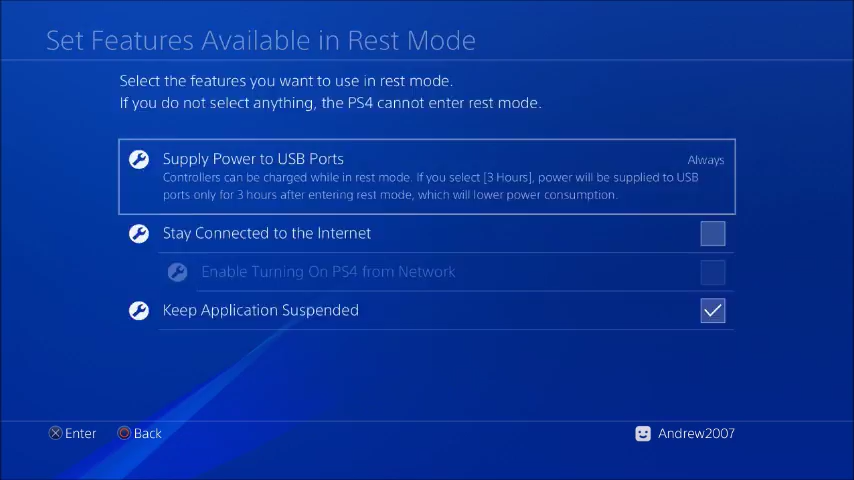 Set Features Available in Rest Mode
Select the features you want to use in rest mode.
If you do not select anything, the PS4 cannot enter rest mode.
Supply Power to USB Ports
Always
Controllers can be charged while in rest mode. If you select [3 Hours], power will be supplied to USB
ports only for 3 hours after entering rest mode, which will lower power consumption.
Stay Connected to the Internet
Enable Turning On PS4 from Network
Keep Application Suspended
Enter
Back
Andrew2007